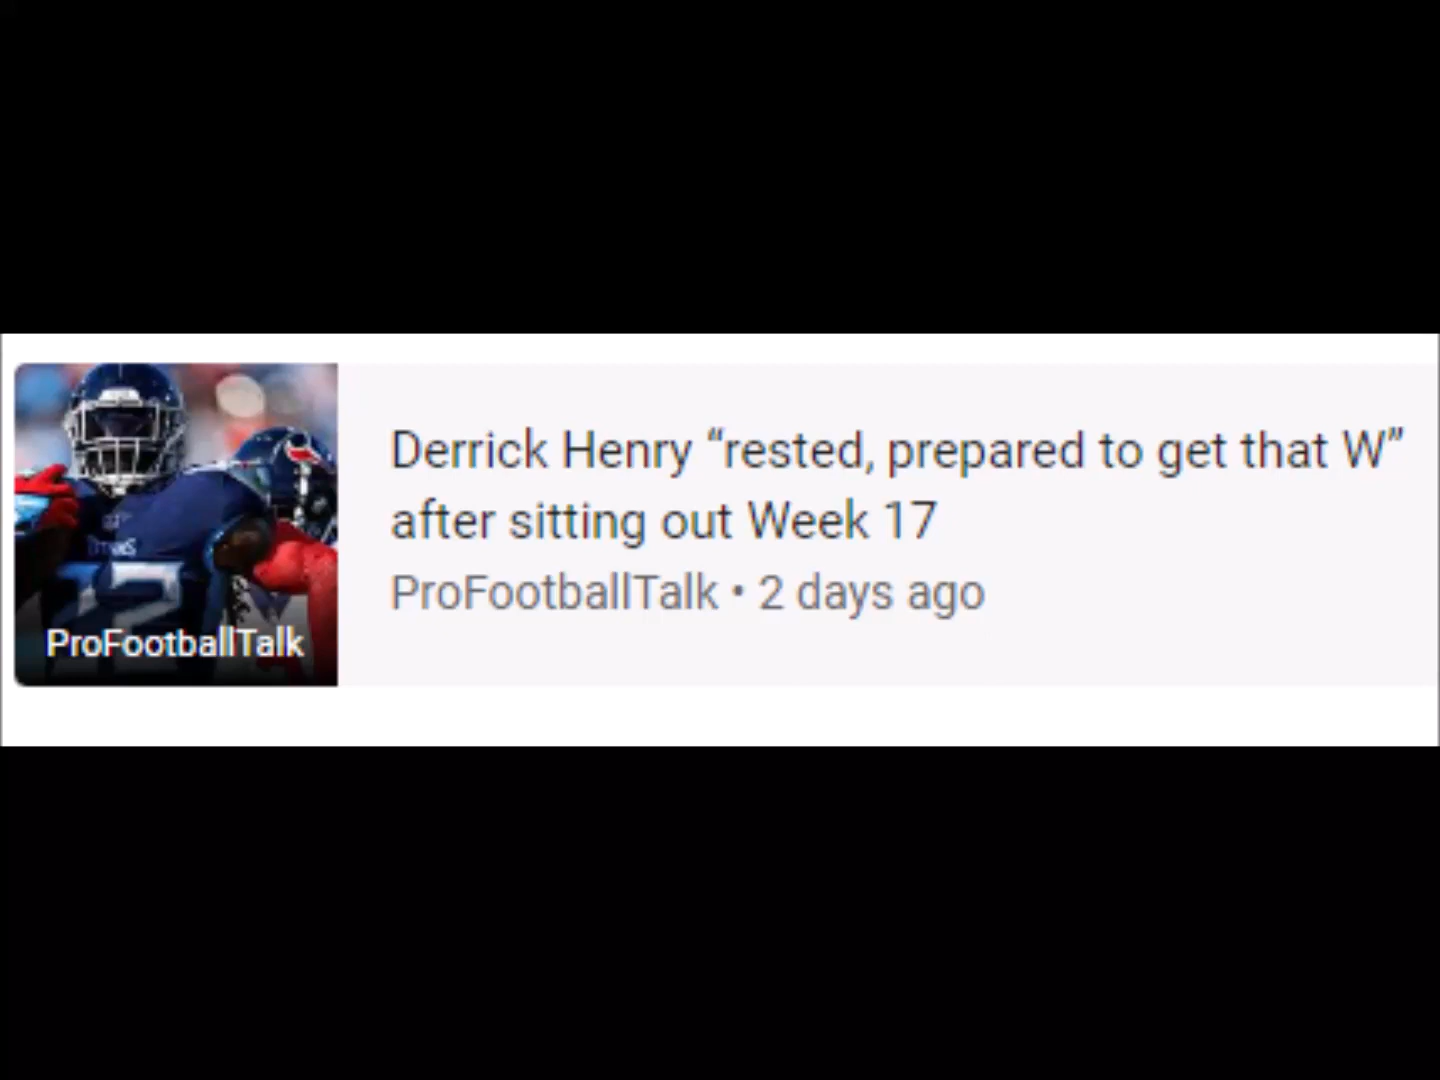 Derrick Henry “rested, prepared to get that W”
after sitting out Week 17
ProFootballTalk • 2 days ago
ProFootballTalk